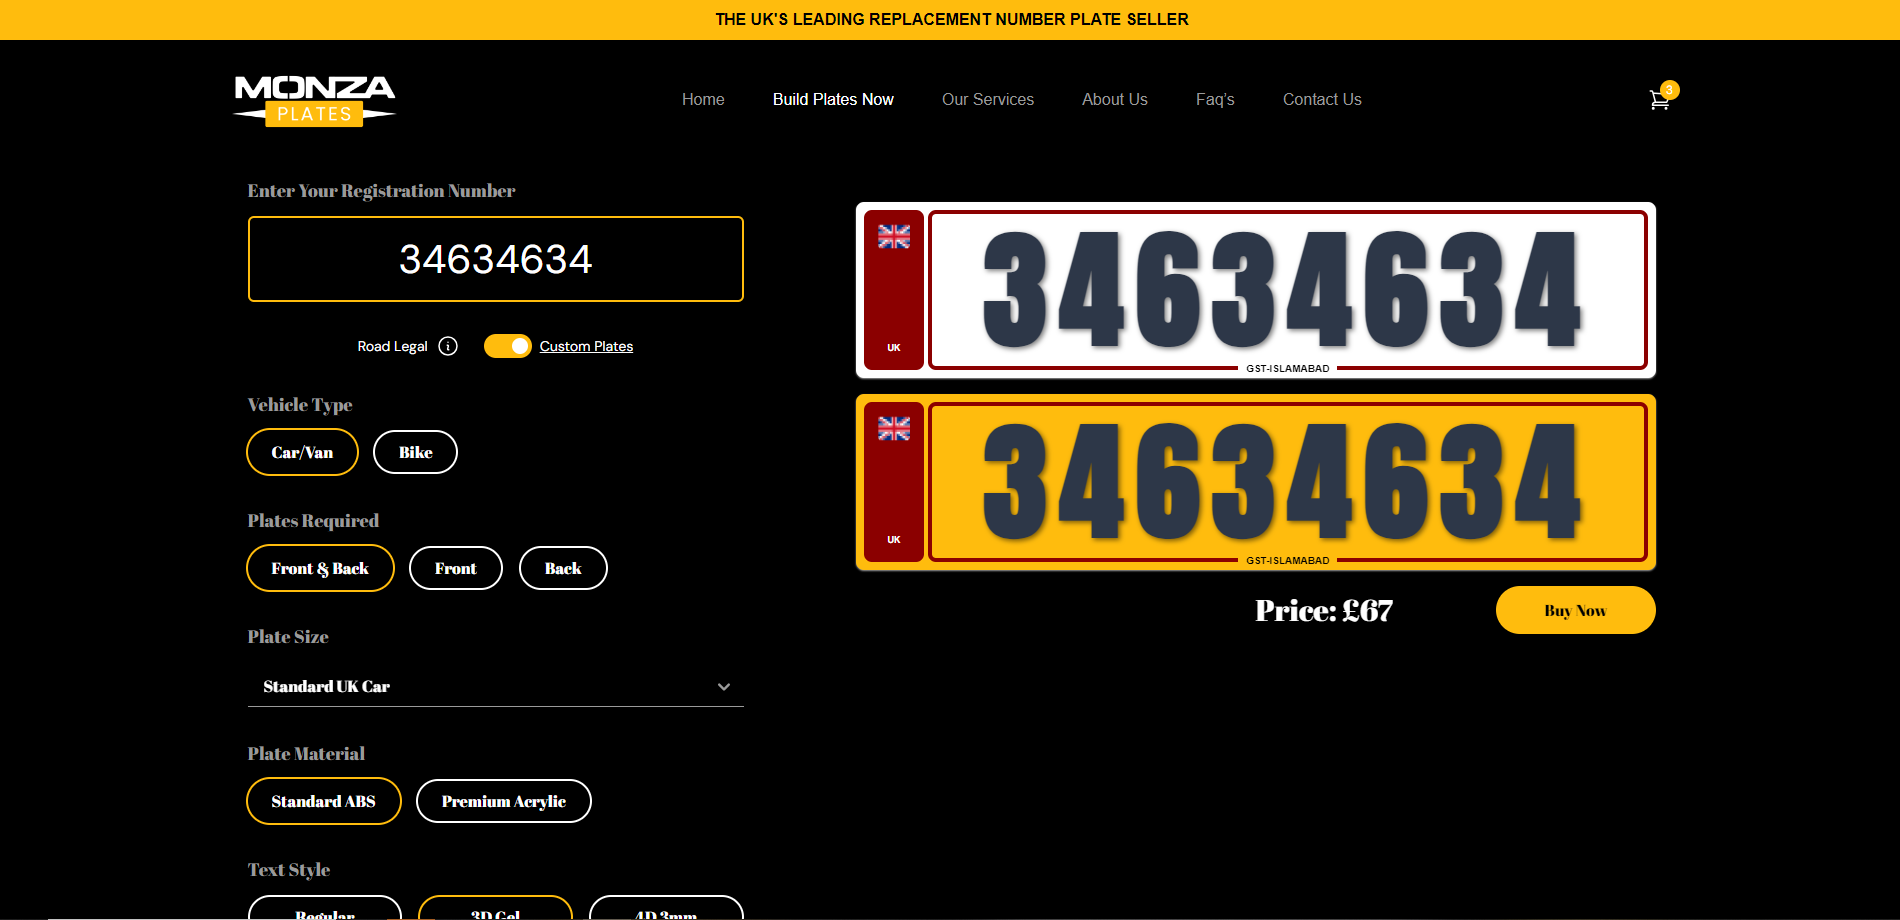 THE UK'S LEADING REPLACEMENT NUMBER PLATE SELLER
MONZA
PLATES
Home
Build Plates Now
Our Services
About Us
Faq's
Contact Us
3
Enter Your Registration Number
34634634
Road Legal
i
Custom Plates
Vehicle Type
Car/Van
Bike
Plates Required
Front & Back
Front
Back
Plate Size
Standard UK Car
Plate Material
Standard ABS
Premium Acrylic
Text Style
Regular
3D Gel
4D 3mm
34634634
UK
GST-ISLAMABAD
34634634
UK
GST-ISLAMABAD
Price: £67
Buy Now